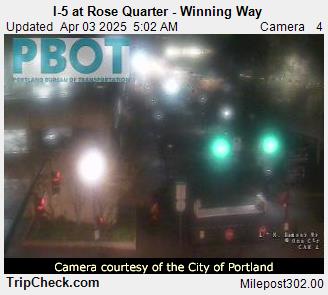 I-5 at Rose Quarter - Winning Way
Updated Apr 03 2025 5:02 AM Camera 4
PBOT
PORTLAND BUREAU OF TRANSPORTATION
Camera courtesy of the City of Portland
TripCheck.com Milepost302.00